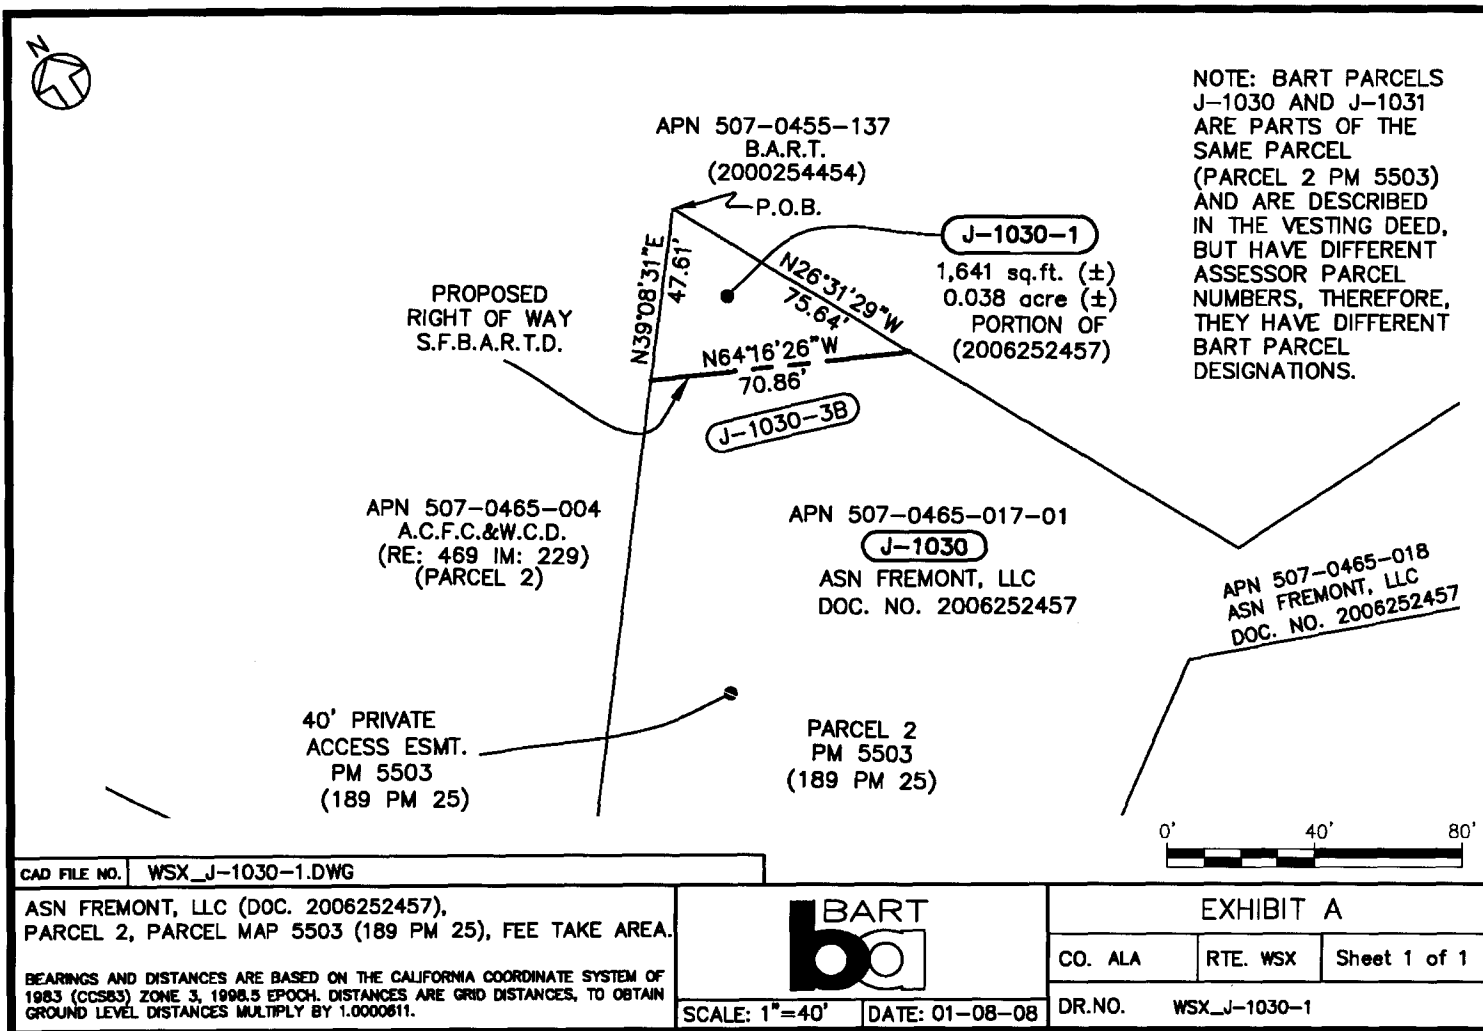 N
NOTE: BART PARCELS
J-1030 AND J-1031
ARE PARTS OF THE
SAME PARCEL
(PARCEL 2 PM 5503)
AND ARE DESCRIBED
IN THE VESTING DEED,
BUT HAVE DIFFERENT
ASSESSOR PARCEL
NUMBERS, THEREFORE,
THEY HAVE DIFFERENT
BART PARCEL
DESIGNATIONS.
APN 507-0455-137
B.A.R.T.
(2000254454)
P.O.B.
J-1030-1
1,641 sq.ft. (±)
0.038 acre (±)
PORTION OF
(2006252457)
N39°08'31"E
47.61'
N26°31'29"W
75.64'
PROPOSED
RIGHT OF WAY
S.F.B.A.R.T.D.
N64°16'26"W
70.86'
J-1030-3B
APN 507-0465-004
A.C.F.C.&W.C.D.
(RE: 469 IM: 229)
(PARCEL 2)
APN 507-0465-017-01
J-1030
ASN FREMONT, LLC
DOC. NO. 2006252457
APN 507-0465-018
ASN FREMONT, LLC
DOC. NO. 2006252457
40' PRIVATE
ACCESS ESMT.
PM 5503
(189 PM 25)
PARCEL 2
PM 5503
(189 PM 25)
0' 40' 80'
CAD FILE NO. WSX_J-1030-1.DWG
ASN FREMONT, LLC (DOC. 2006252457),
PARCEL 2, PARCEL MAP 5503 (189 PM 25), FEE TAKE AREA.
BEARINGS AND DISTANCES ARE BASED ON THE CALIFORNIA COORDINATE SYSTEM OF
1983 (CCS83) ZONE 3, 1998.5 EPOCH. DISTANCES ARE GRID DISTANCES, TO OBTAIN
GROUND LEVEL DISTANCES MULTIPLY BY 1.0000611.
BART
ba
SCALE: 1"=40' DATE: 01-08-08
EXHIBIT A
CO. ALA RTE. WSX Sheet 1 of 1
DR.NO. WSX_J-1030-1